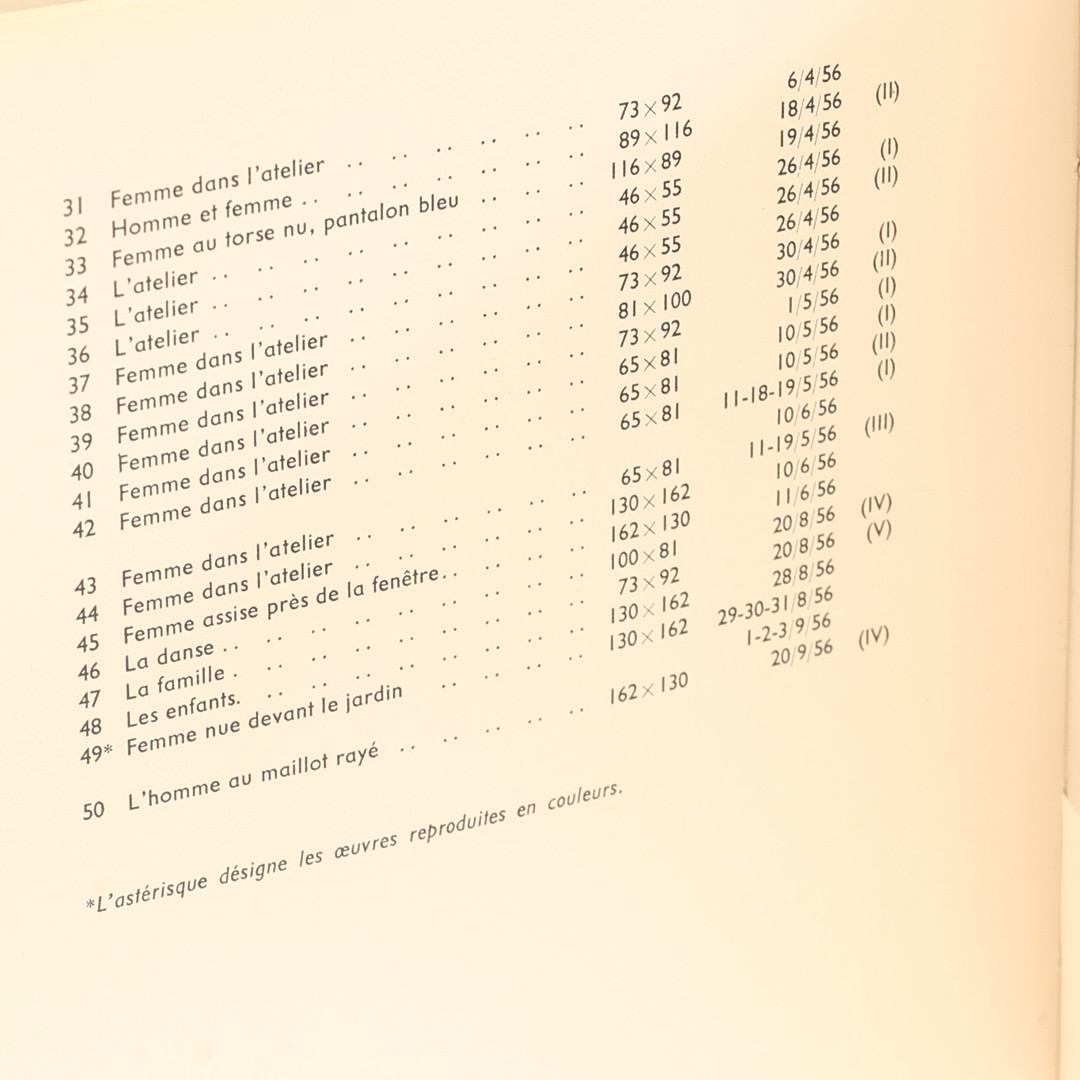 31 Femme dans l'atelier .. .. .. .. .. .. 73×92 6/4/56
32 Homme et femme .. .. .. .. .. .. .. 89×116 18/4/56 (II)
33 Femme au torse nu, pantalon bleu .. .. .. 116×89 19/4/56
34 L'atelier .. .. .. .. .. .. .. .. .. 46×55 26/4/56 (I)
35 L'atelier .. .. .. .. .. .. .. .. .. 46×55 26/4/56 (II)
36 L'atelier .. .. .. .. .. .. .. .. .. 46×55 26/4/56
37 Femme dans l'atelier .. .. .. .. .. .. 73×92 30/4/56 (I)
38 Femme dans l'atelier .. .. .. .. .. .. 81×100 30/4/56 (II)
39 Femme dans l'atelier .. .. .. .. .. .. 73×92 1/5/56 (I)
40 Femme dans l'atelier .. .. .. .. .. .. 65×81 10/5/56 (I)
41 Femme dans l'atelier .. .. .. .. .. .. 65×81 10/5/56 (II)
42 Femme dans l'atelier .. .. .. .. .. .. 65×81 11-18-19/5/56 (I)
10/6/56
43 Femme dans l'atelier .. .. .. .. .. .. 65×81 11-19/5/56 (III)
44 Femme dans l'atelier .. .. .. .. .. .. 130×162 10/6/56
45 Femme assise près de la fenêtre.. .. .. .. 162×130 11/6/56
46 La danse .. .. .. .. .. .. .. .. .. 100×81 20/8/56 (IV)
47 La famille . .. .. .. .. .. .. .. .. 73×92 20/8/56 (V)
48 Les enfants. .. .. .. .. .. .. .. .. 130×162 28/8/56
49* Femme nue devant le jardin .. .. .. .. 130×162 29-30-31/8/56
1-2-3/9/56
50 L'homme au maillot rayé .. .. .. .. .. 162×130 20/9/56 (IV)
*L'astérisque désigne les œuvres reproduites en couleurs.